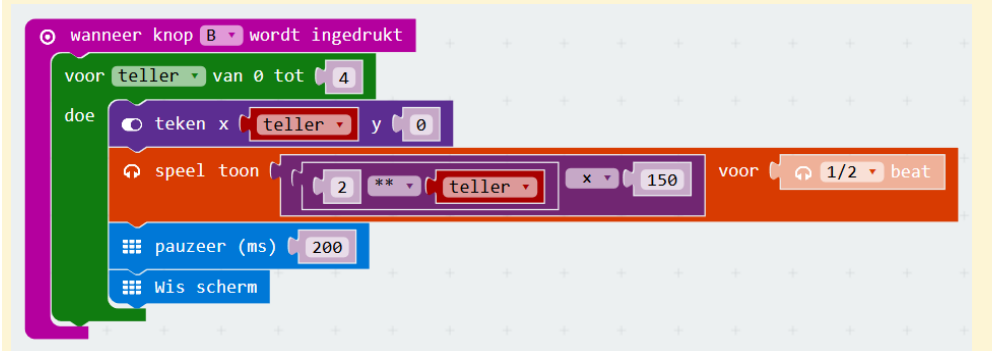 wanneer knop B wordt ingedrukt
voor teller van 0 tot 4
doe
teken x teller y 0
speel toon 2 ** teller x 150 voor 1/2 beat
pauzeer (ms) 200
Wis scherm